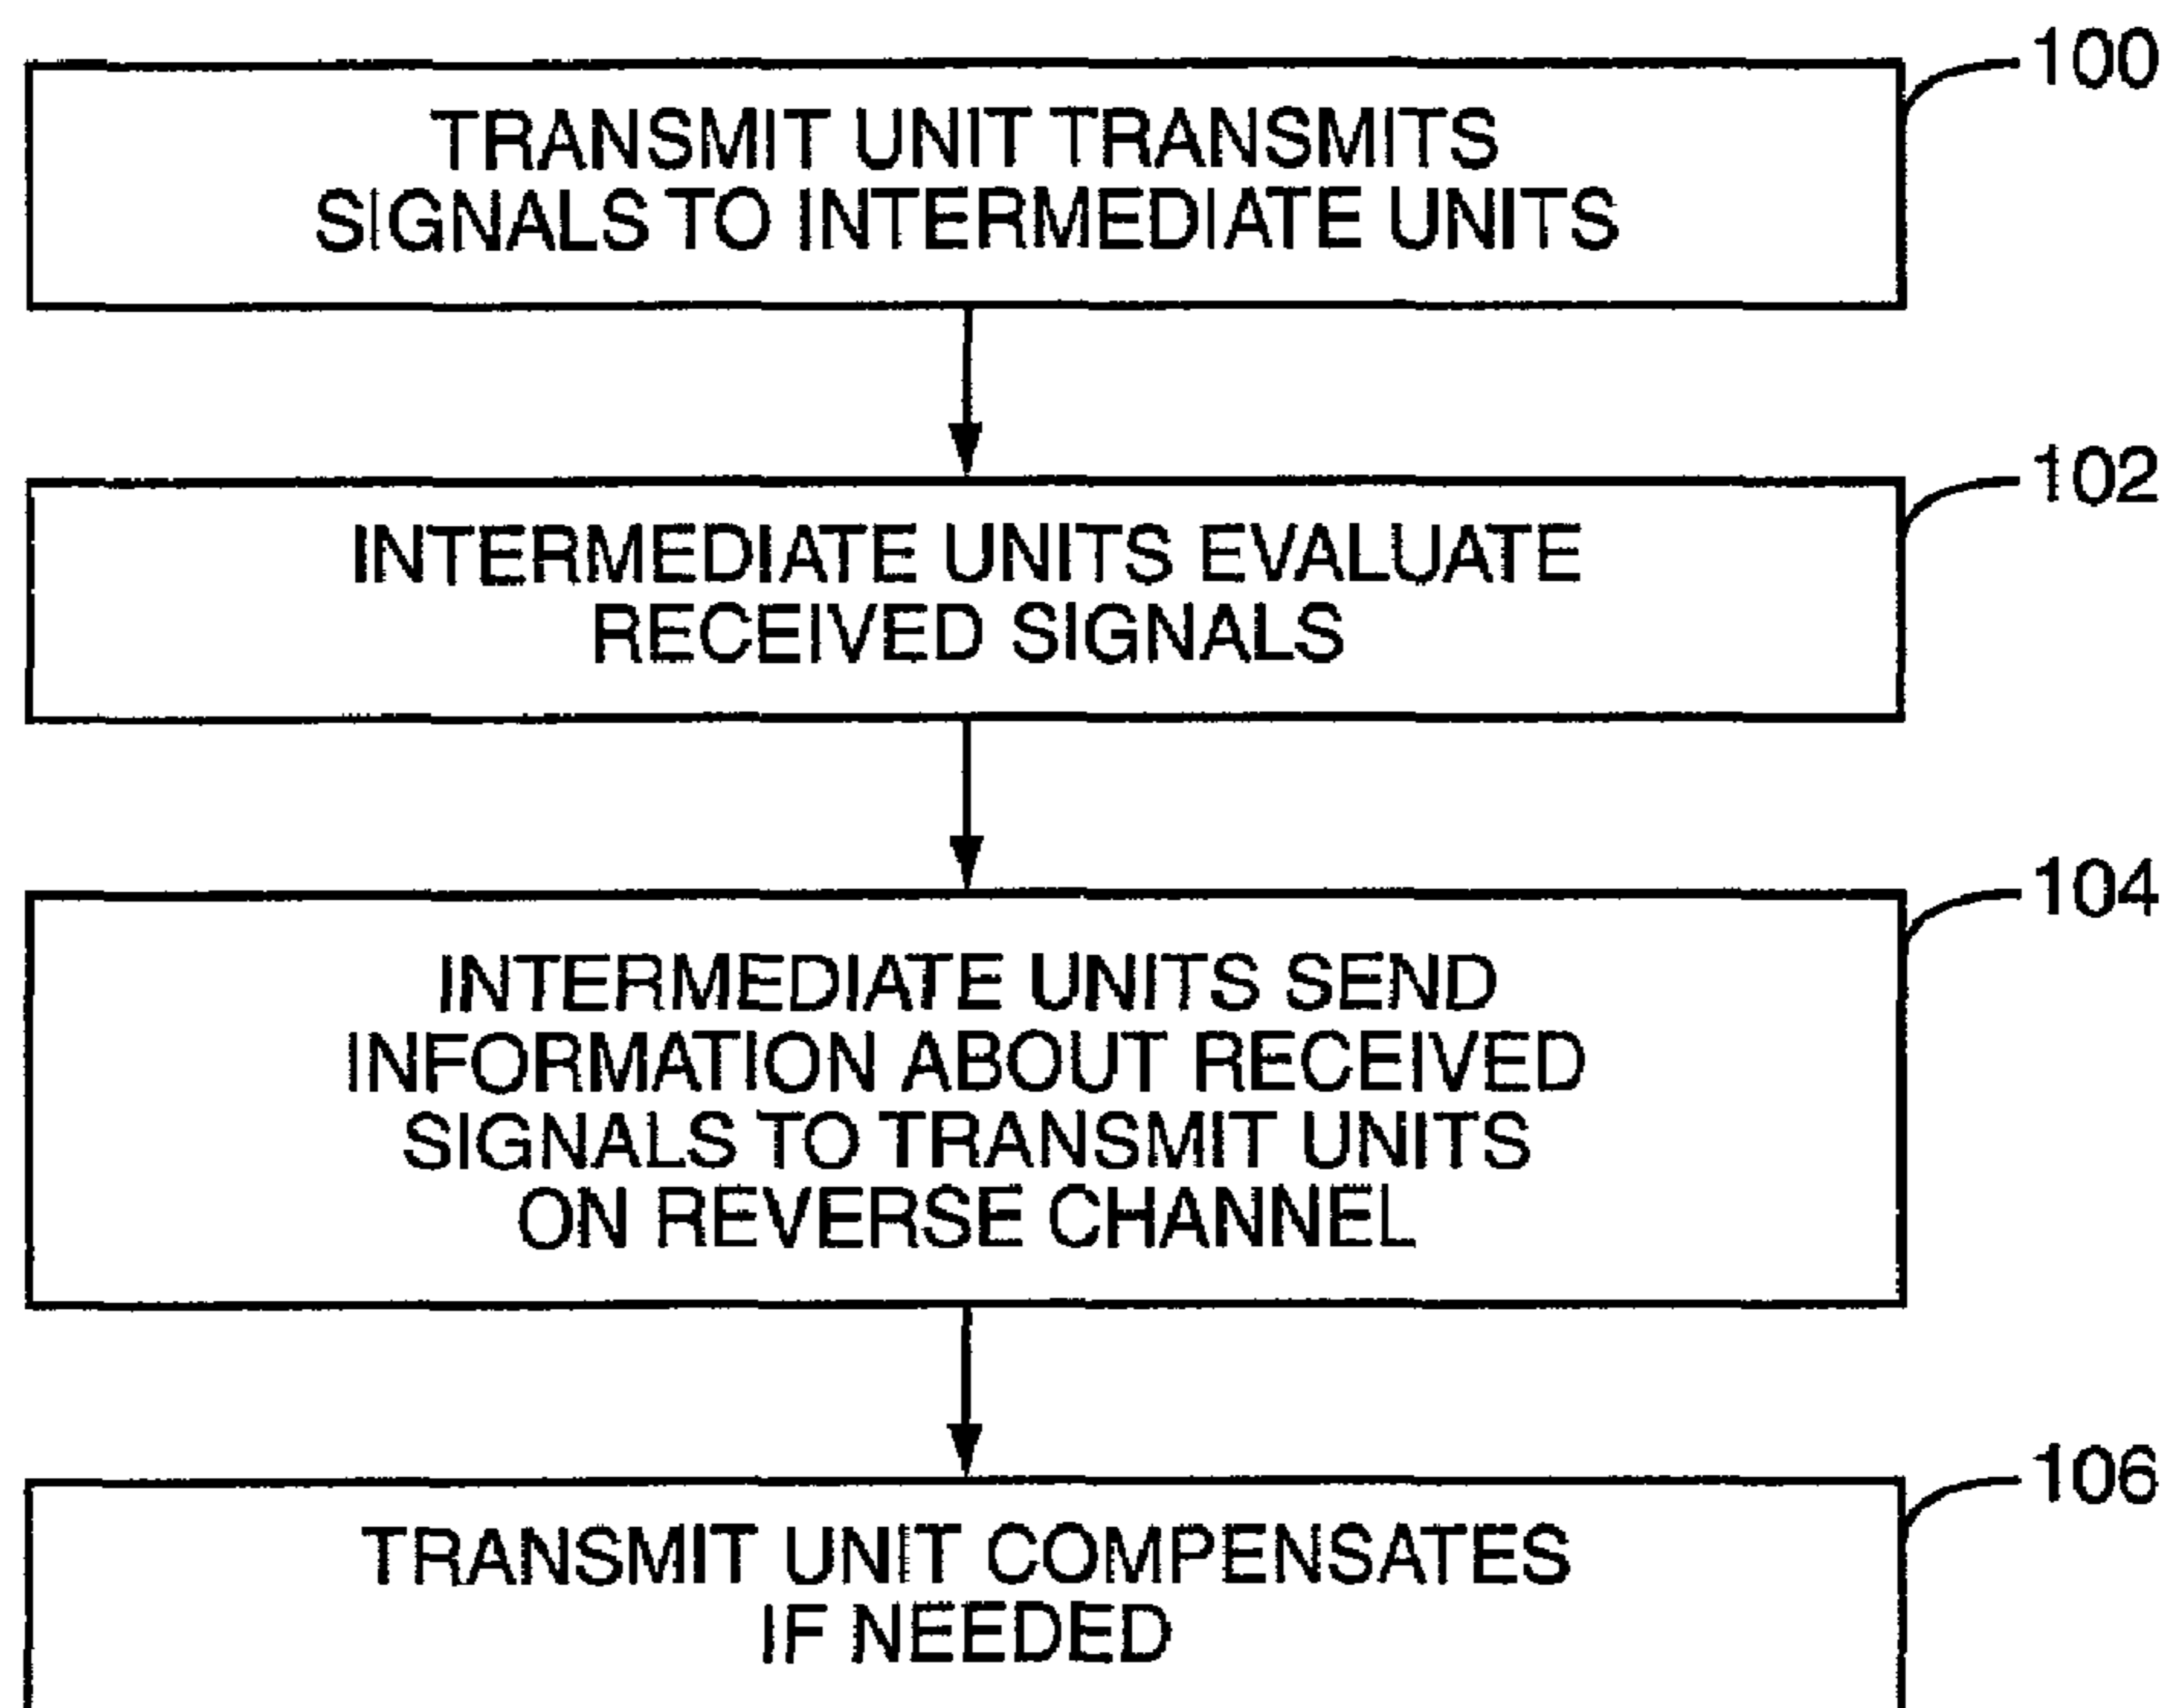 100
TRANSMIT UNIT TRANSMITS
SIGNALS TO INTERMEDIATE UNITS
102
INTERMEDIATE UNITS EVALUATE
RECEIVED SIGNALS
104
INTERMEDIATE UNITS SEND
INFORMATION ABOUT RECEIVED
SIGNALS TO TRANSMIT UNITS
ON REVERSE CHANNEL
106
TRANSMIT UNIT COMPENSATES
IF NEEDED